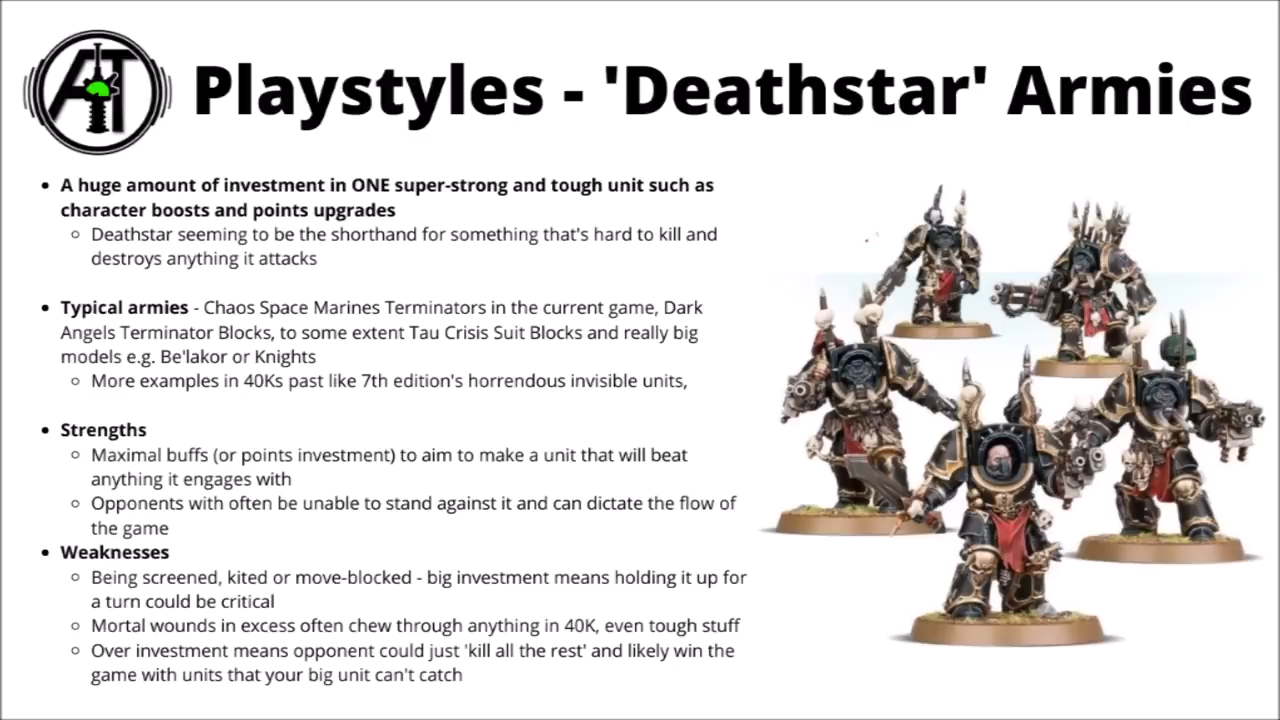 AT
Playstyles - 'Deathstar' Armies
• A huge amount of investment in ONE super-strong and tough unit such as
character boosts and points upgrades
◦ Deathstar seeming to be the shorthand for something that's hard to kill and
destroys anything it attacks
• Typical armies - Chaos Space Marines Terminators in the current game, Dark
Angels Terminator Blocks, to some extent Tau Crisis Suit Blocks and really big
models e.g. Be'lakor or Knights
◦ More examples in 40Ks past like 7th edition's horrendous invisible units,
• Strengths
◦ Maximal buffs (or points investment) to aim to make a unit that will beat
anything it engages with
◦ Opponents with often be unable to stand against it and can dictate the flow of
the game
• Weaknesses
◦ Being screened, kited or move-blocked - big investment means holding it up for
a turn could be critical
◦ Mortal wounds in excess often chew through anything in 40K, even tough stuff
◦ Over investment means opponent could just 'kill all the rest' and likely win the
game with units that your big unit can't catch